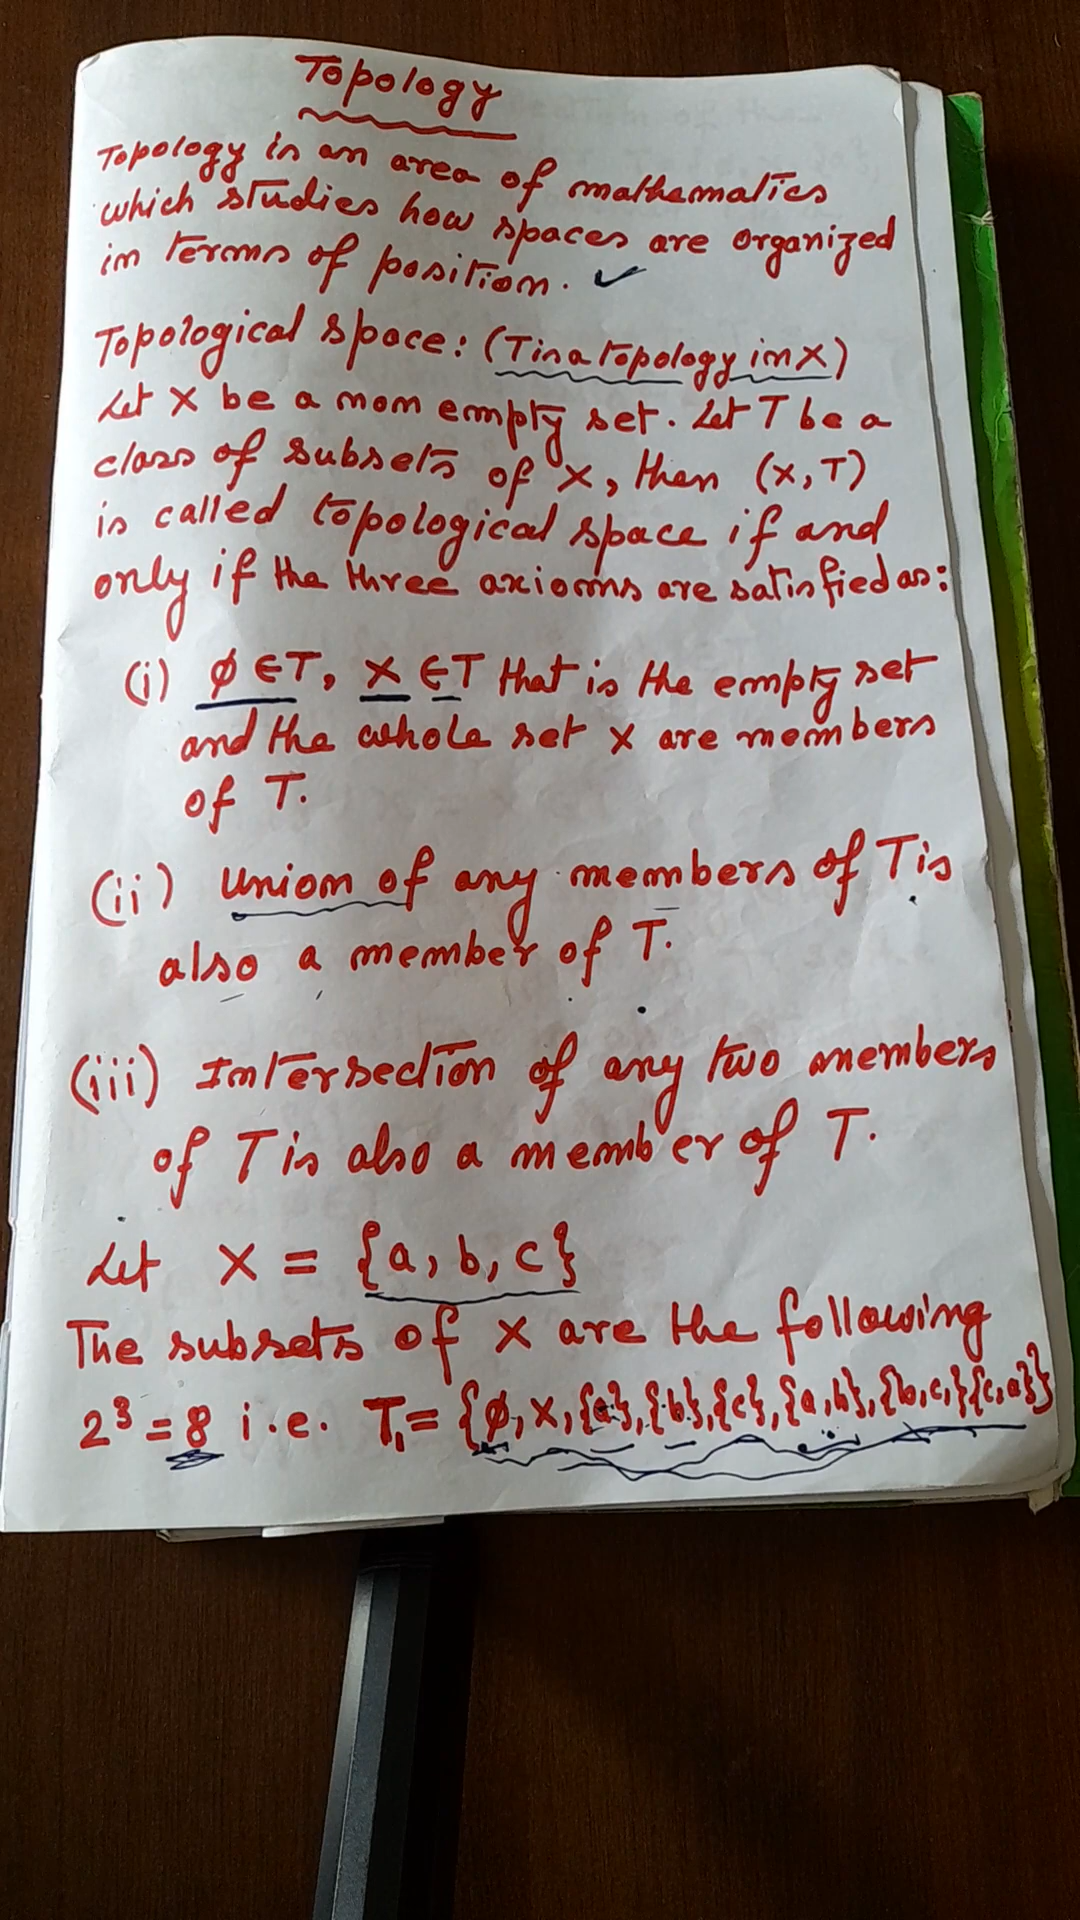 Topology
Topology is an area of mathematics
which studies how spaces are organized
in terms of position. ✓
Topological space: (T is a topology in X)
Let X be a non empty set. Let T be a
class of subsets of X, then (X, T)
is called topological space if and
only if the three axioms are satisfied as:
(i) ϕ ∈ T, X ∈ T that is the empty set
and the whole set X are members
of T.
(ii) Union of any members of T is
also a member of T.
(iii) Intersection of any two members
of T is also a member of T.
Let X = {a, b, c}
The subsets of X are the following
2³ = 8 i.e. T₁ = {ϕ, X, {a}, {b}, {c}, {a, b}, {b, c,} {c, a}}